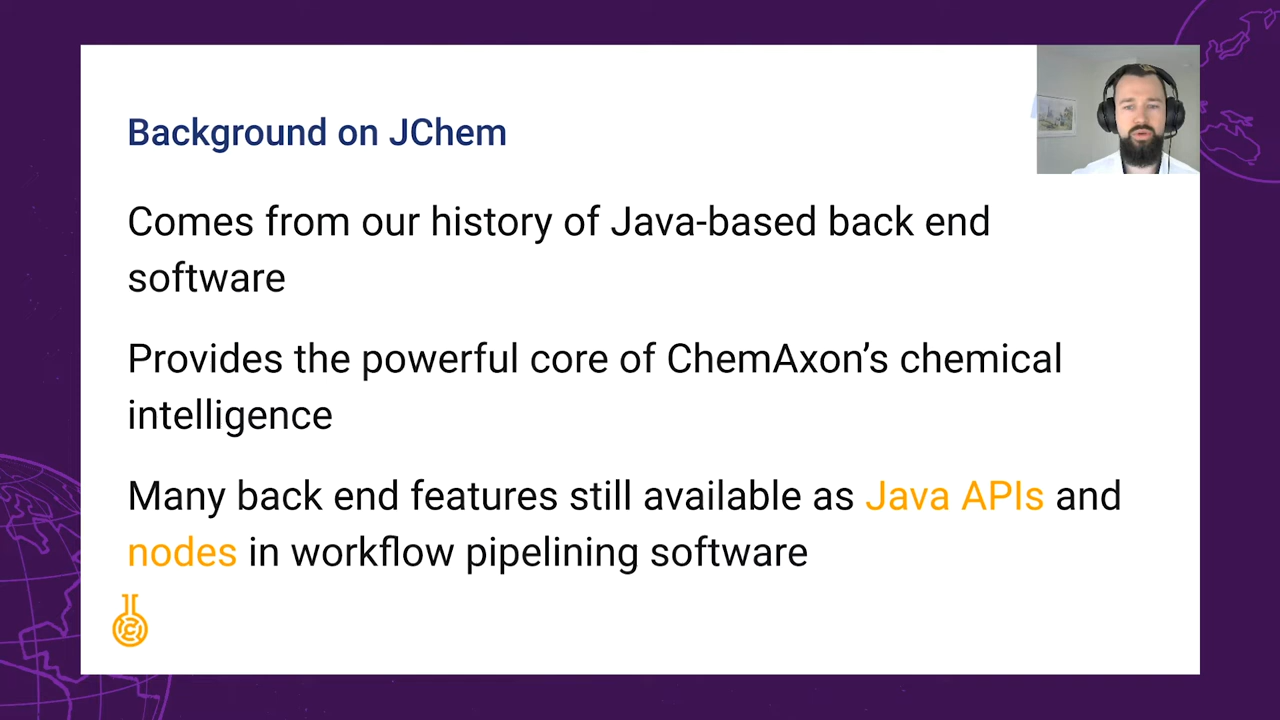 Background on JChem
Comes from our history of Java-based back end
software
Provides the powerful core of ChemAxon’s chemical
intelligence
Many back end features still available as Java APIs and
nodes in workflow pipelining software